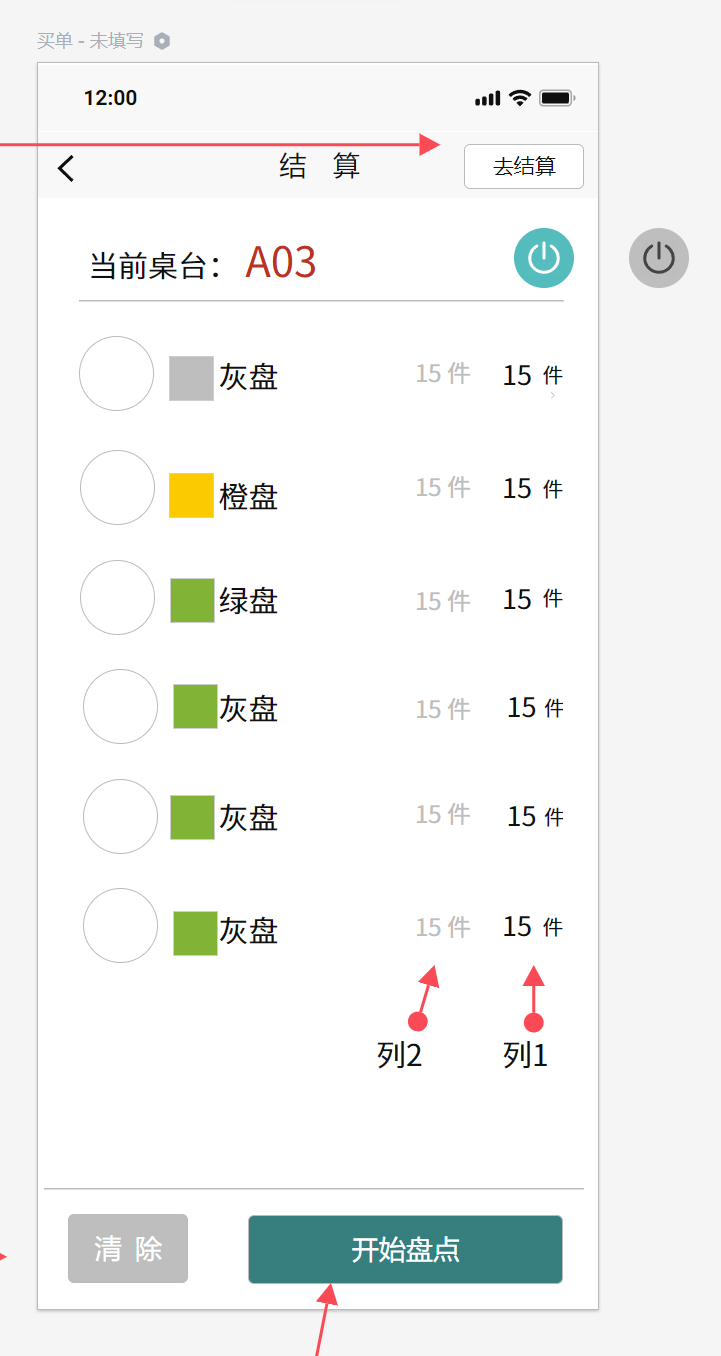 买单 - 未填写
12:00
结 算
去结算
当前桌台： A03
灰盘 15 件 15 件
橙盘 15 件 15 件
绿盘 15 件 15 件
灰盘 15 件 15 件
灰盘 15 件 15 件
灰盘 15 件 15 件
列2 列1
清 除 开始盘点